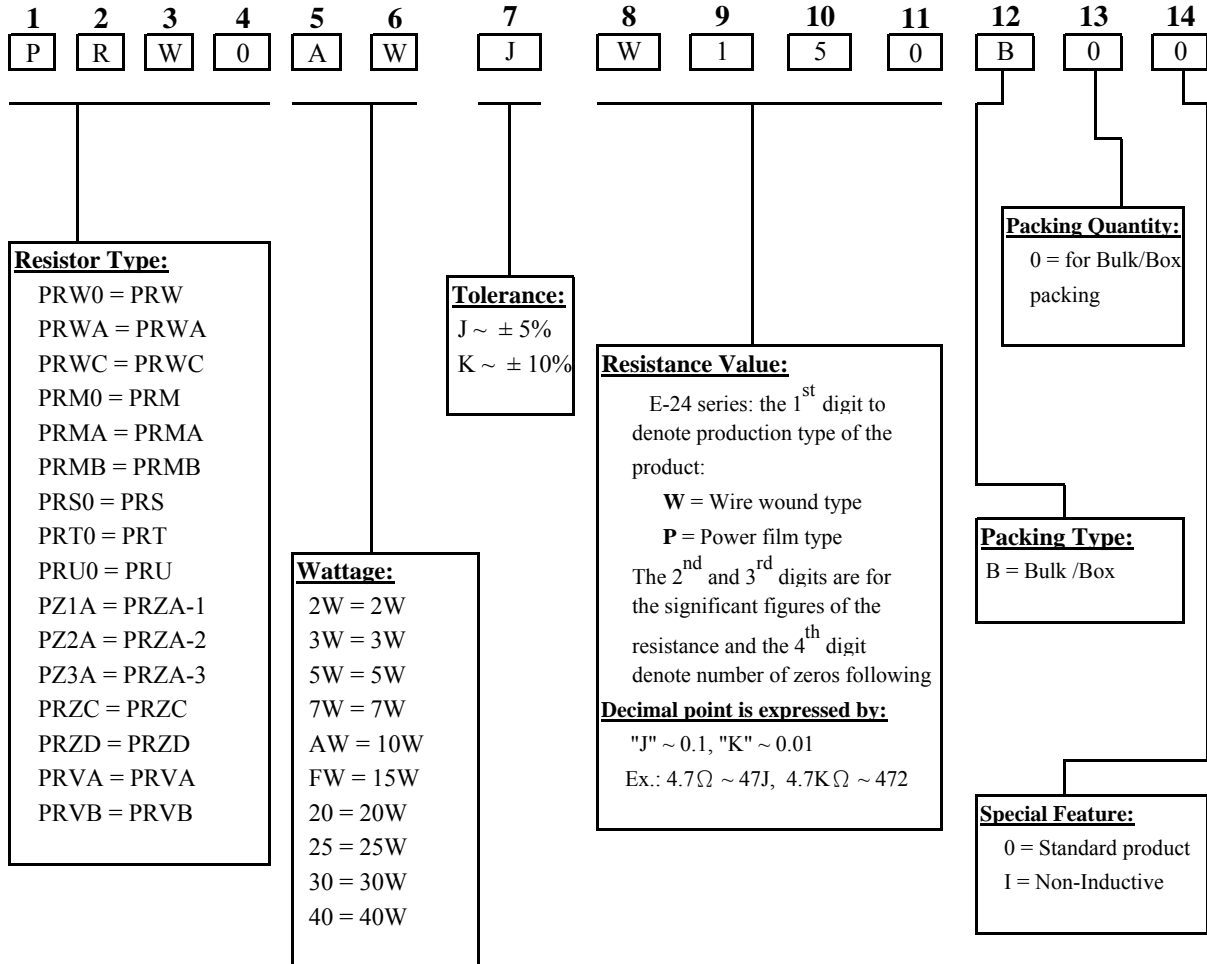 1 2 3 4 5 6 7 8 9 10 11 12 13 14
P R W 0 A W J W 1 5 0 B 0 0
Resistor Type:
PRW0 = PRW
PRWA = PRWA
PRWC = PRWC
PRM0 = PRM
PRMA = PRMA
PRMB = PRMB
PRS0 = PRS
PRT0 = PRT
PRU0 = PRU
PZ1A = PRZA-1
PZ2A = PRZA-2
PZ3A = PRZA-3
PRZC = PRZC
PRZD = PRZD
PRVA = PRVA
PRVB = PRVB
Wattage:
2W = 2W
3W = 3W
5W = 5W
7W = 7W
AW = 10W
FW = 15W
20 = 20W
25 = 25W
30 = 30W
40 = 40W
Tolerance:
J ~ ± 5%
K ~ ± 10%
Resistance Value:
E-24 series: the 1st digit to
denote production type of the
product:
W = Wire wound type
P = Power film type
The 2nd and 3rd digits are for
the significant figures of the
resistance and the 4th digit
denote number of zeros following
Decimal point is expressed by:
"J" ~ 0.1, "K" ~ 0.01
Ex.: 4.7Ω ~ 47J, 4.7KΩ ~ 472
Packing Quantity:
0 = for Bulk/Box
packing
Packing Type:
B = Bulk /Box
Special Feature:
0 = Standard product
I = Non-Inductive